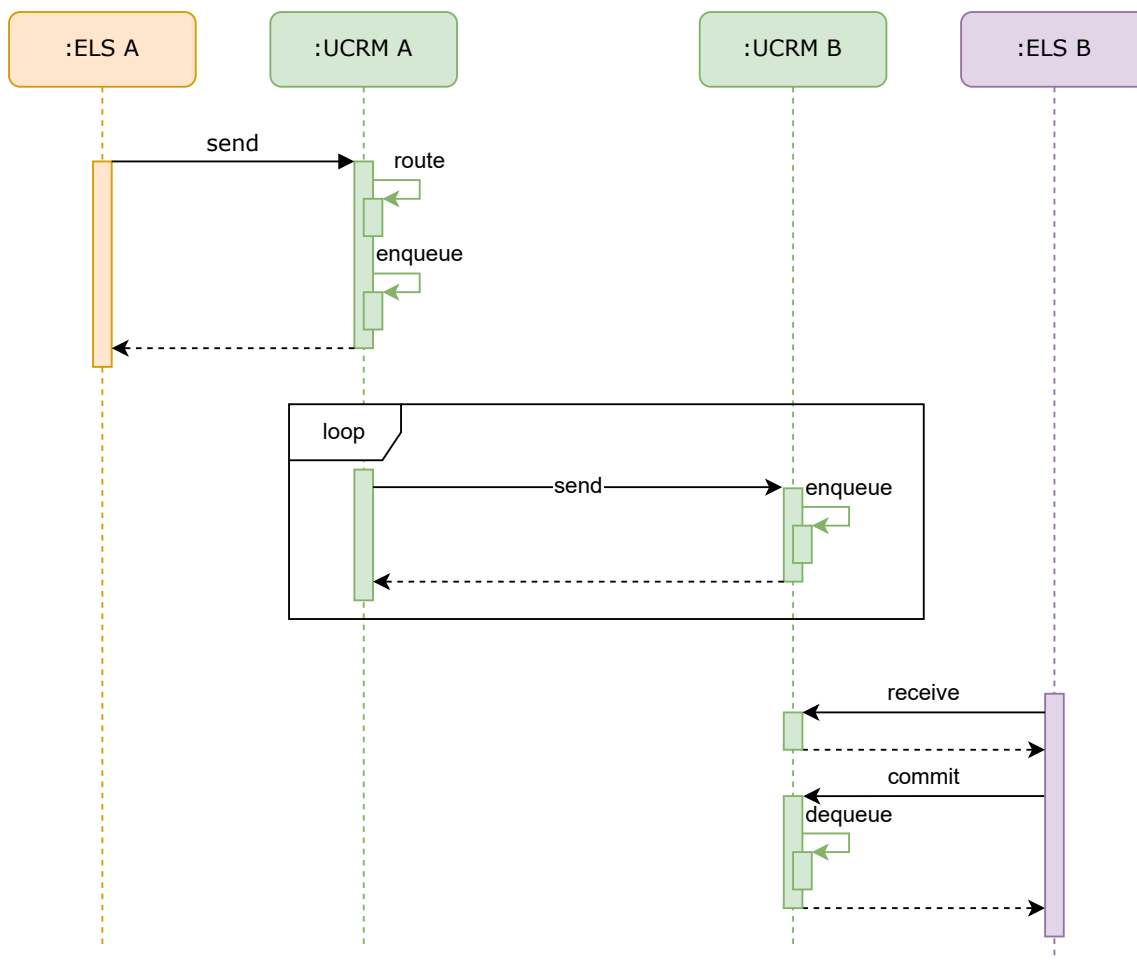 :ELS A
:UCRM A
:UCRM B
:ELS B
send
route
enqueue
loop
send
enqueue
receive
commit
dequeue